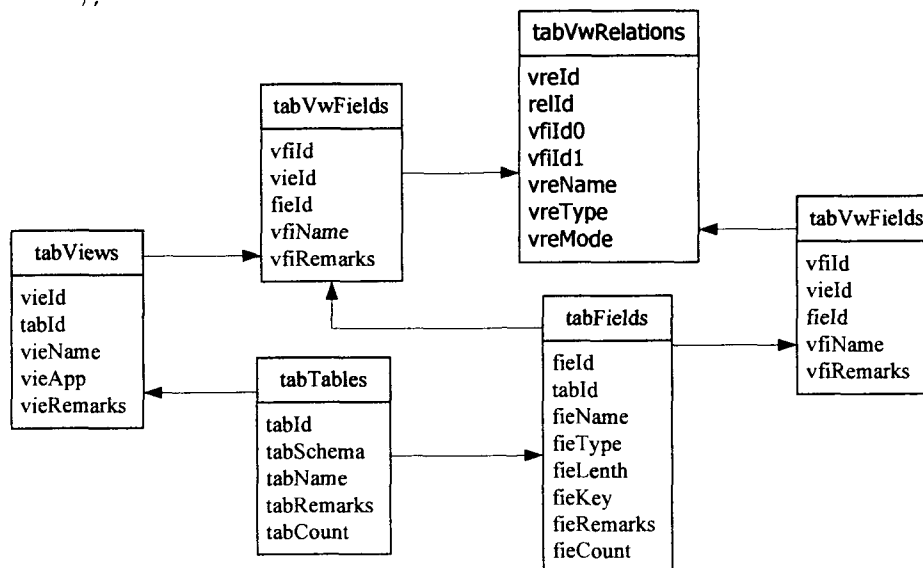 tabVwRelations
vreId
relId
vfiId0
vfiId1
vreName
vreType
vreMode
tabVwFields
vfiId
vieId
fieId
vfiName
vfiRemarks
tabVwFields
vfiId
vieId
fieId
vfiName
vfiRemarks
tabViews
vieId
tabId
vieName
vieApp
vieRemarks
tabFields
fieId
tabId
fieName
fieType
fieLenth
fieKey
fieRemarks
fieCount
tabTables
tabId
tabSchema
tabName
tabRemarks
tabCount